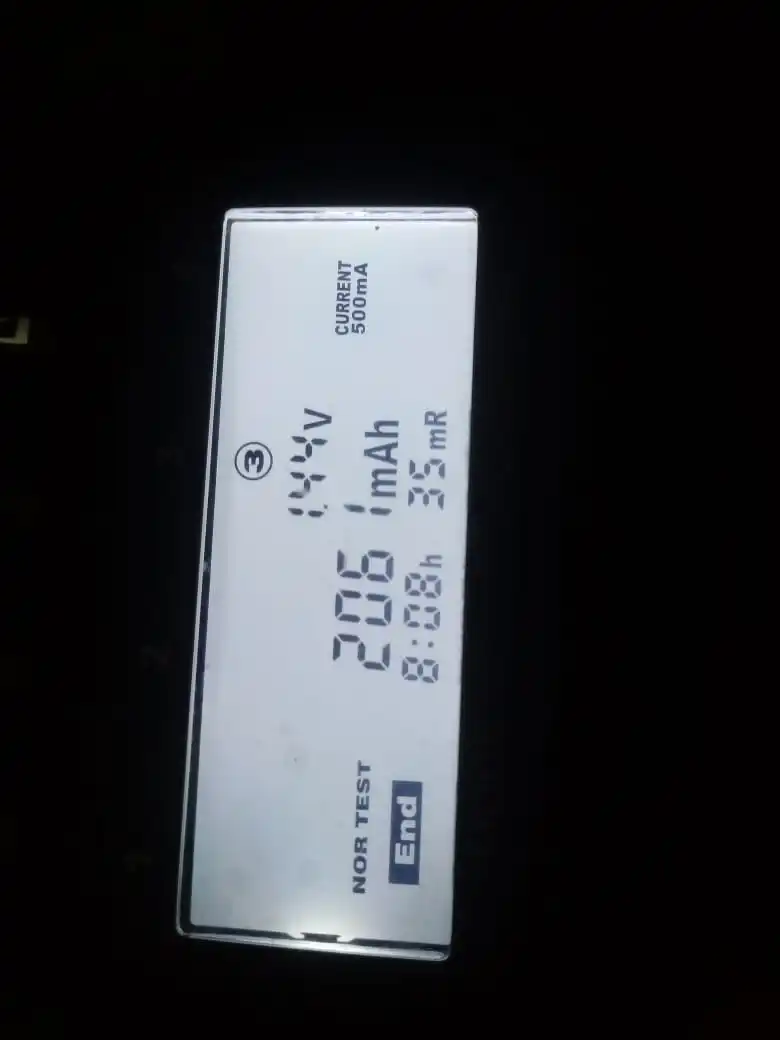 3
1.44V
CURRENT
500mA
NOR TEST
2061mAh
End
8:08h 35mR